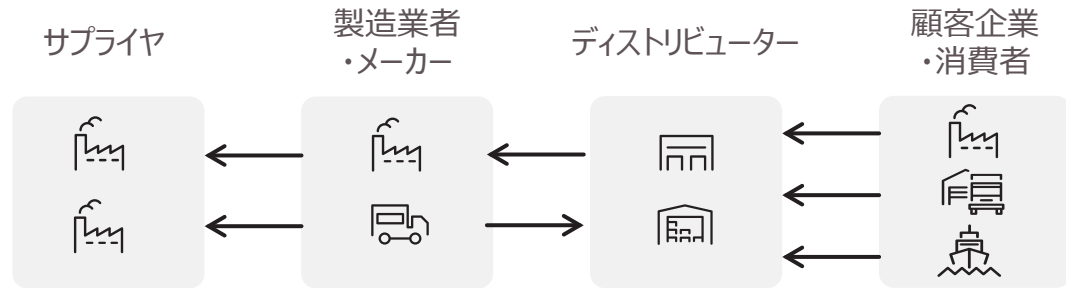 サプライヤ
製造業者
・メーカー
ディストリビューター
顧客企業
・消費者